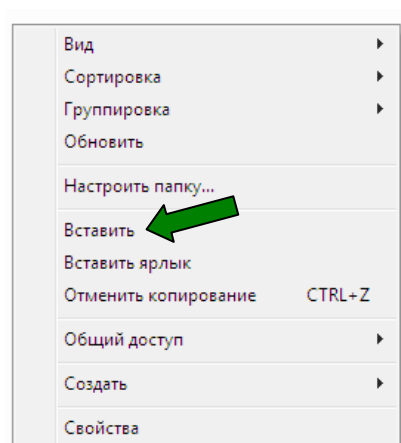 Вид
Сортировка
Группировка
Обновить
Настроить папку...
Вставить
Вставить ярлык
Отменить копирование CTRL+Z
Общий доступ
Создать
Свойства